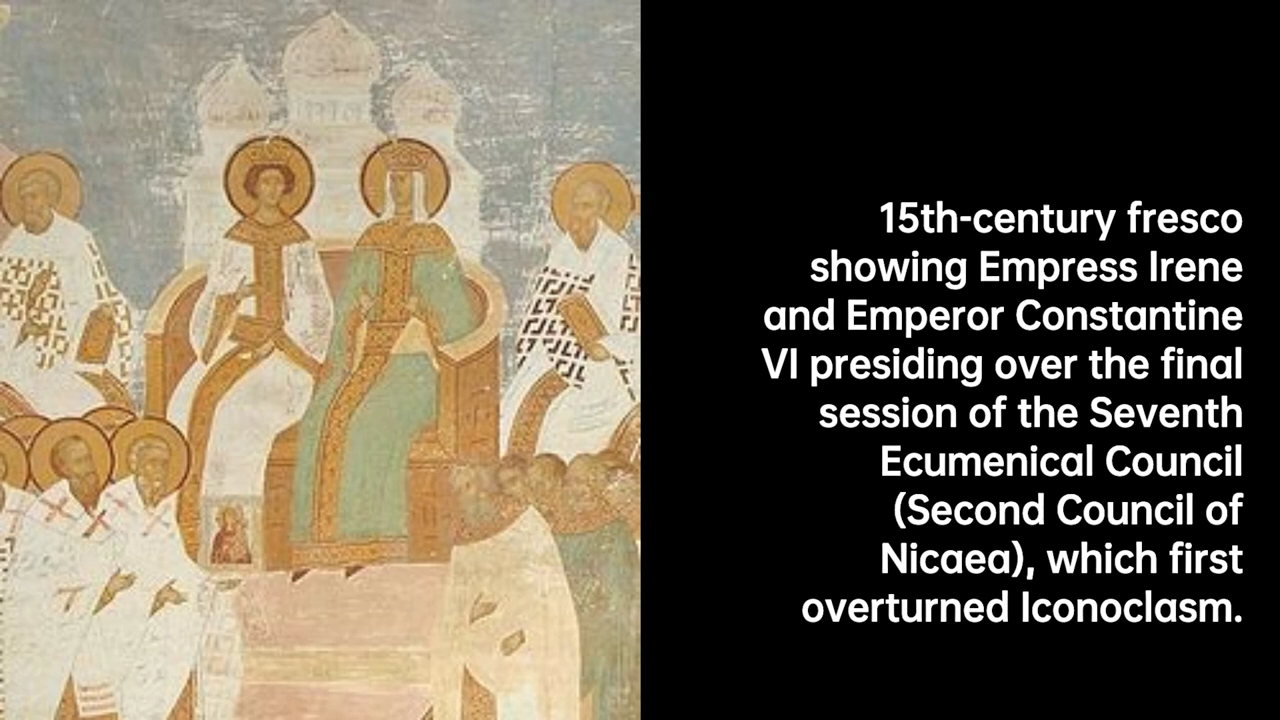 15th-century fresco
showing Empress Irene
and Emperor Constantine
VI presiding over the final
session of the Seventh
Ecumenical Council
(Second Council of
Nicaea), which first
overturned Iconoclasm.